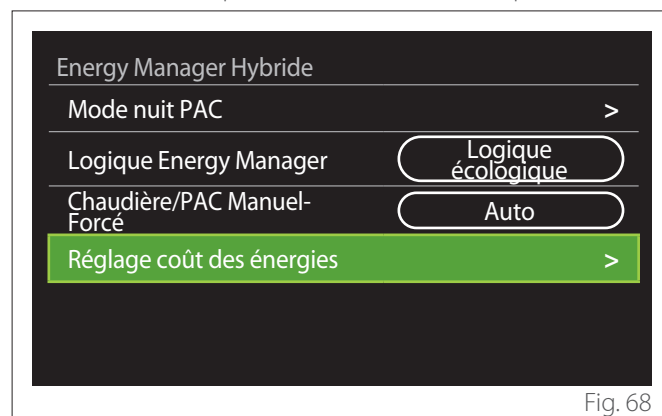 Energy Manager Hybride
Mode nuit PAC >
Logique Energy Manager
Logique
écologique
Chaudière/PAC Manuel-
Forcé
Auto
Réglage coût des énergies >
Fig. 68